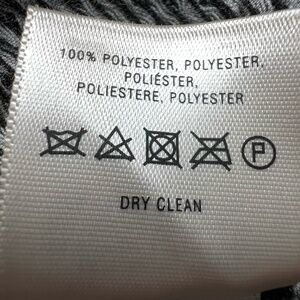 100% POLYESTER, POLYESTER,
POLIÉSTER,
POLIESTERE, POLYESTER
P
DRY CLEAN